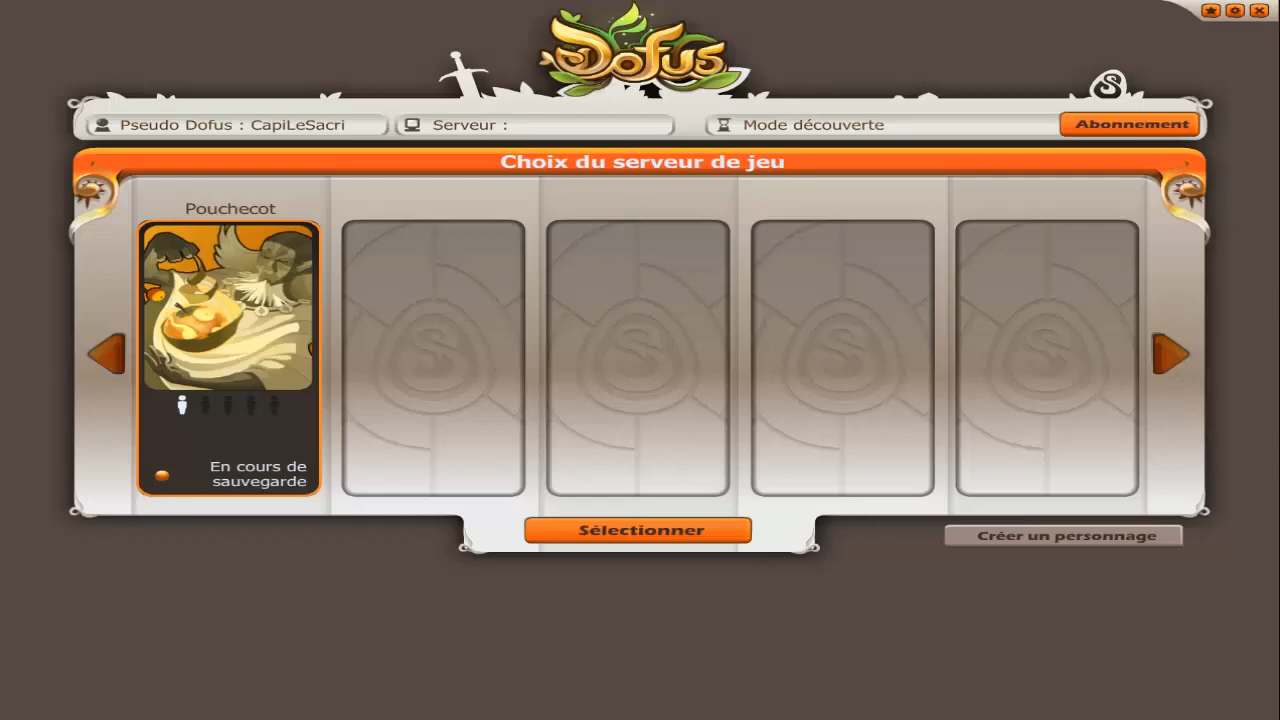 Dofus
Pseudo Dofus : CapiLeSacri
Serveur :
Mode découverte
Abonnement
Choix du serveur de jeu
Pouchecot
En cours de
sauvegarde
Sélectionner
Créer un personnage